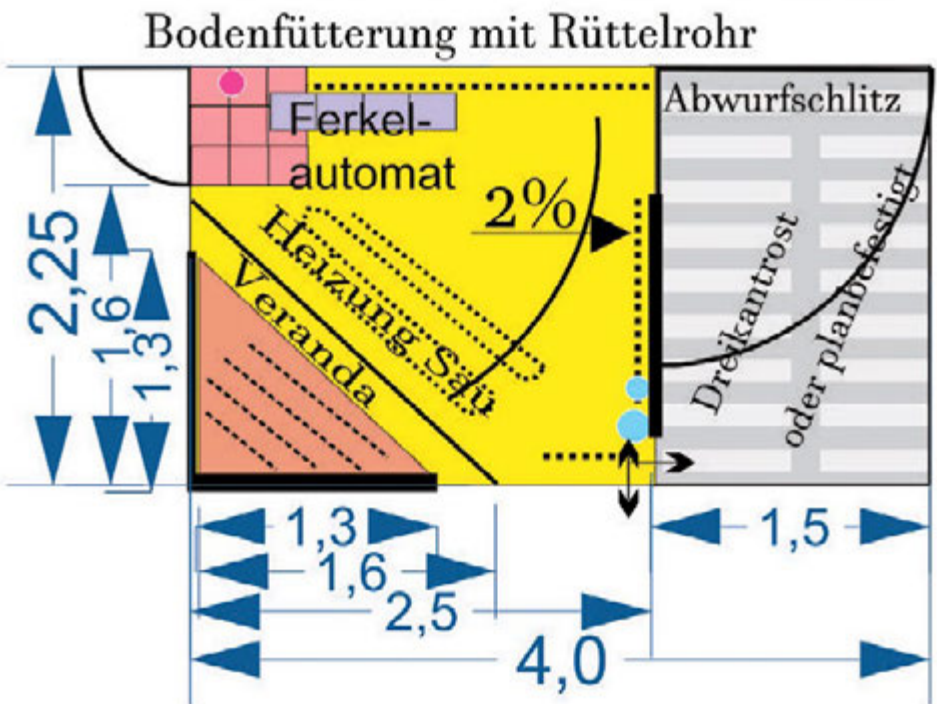 Bodenfütterung mit Rüttelrohr
Abwurfschlitz
Ferkel-
automat
2%
Heizung Säu
Veranda
Dreikantrost
oder planbefestigt
2,25
1,6
1,3
1,3
1,6
2,5
1,5
4,0